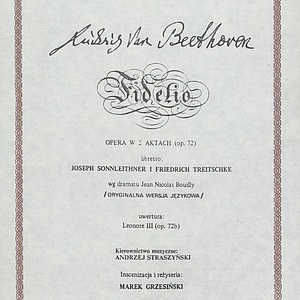 Ludwig Van Beethoven
Fidelio
OPERA W 2 AKTACH (op. 72)
libretto:
JOSEPH SONNLEITHNER I FRIEDRICH TREITSCHKE
wg dramatu Jean Nicolas Bouilly
/ORYGINALNA WERSJA JĘZYKOWA/
uwertura:
Leonore III (op. 72b)
Kierownictwo muzyczne:
ANDRZEJ STRASZYŃSKI
Inscenizacja i reżyseria:
MAREK GRZESIŃSKI